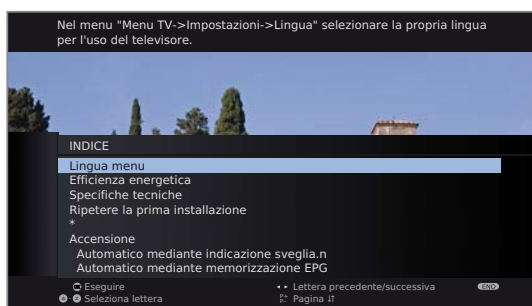 Nel menu "Menu TV->Impostazioni->Lingua" selezionare la propria lingua
per l'uso del televisore.
INDICE
Lingua menu
Efficienza energetica
Specifiche tecniche
Ripetere la prima installazione
*
Accensione
Automatico mediante indicazione sveglia.n
Automatico mediante memorizzazione EPG
Eseguire
Lettera precedente/successiva
END
Seleziona lettera
P+ P- Pagina ↓↑